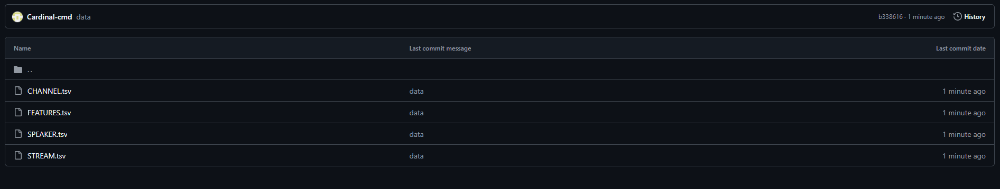 Cardinal-cmd data b338616 · 1 minute ago History
Name Last commit message Last commit date
..
CHANNEL.tsv data 1 minute ago
FEATURES.tsv data 1 minute ago
SPEAKER.tsv data 1 minute ago
STREAM.tsv data 1 minute ago